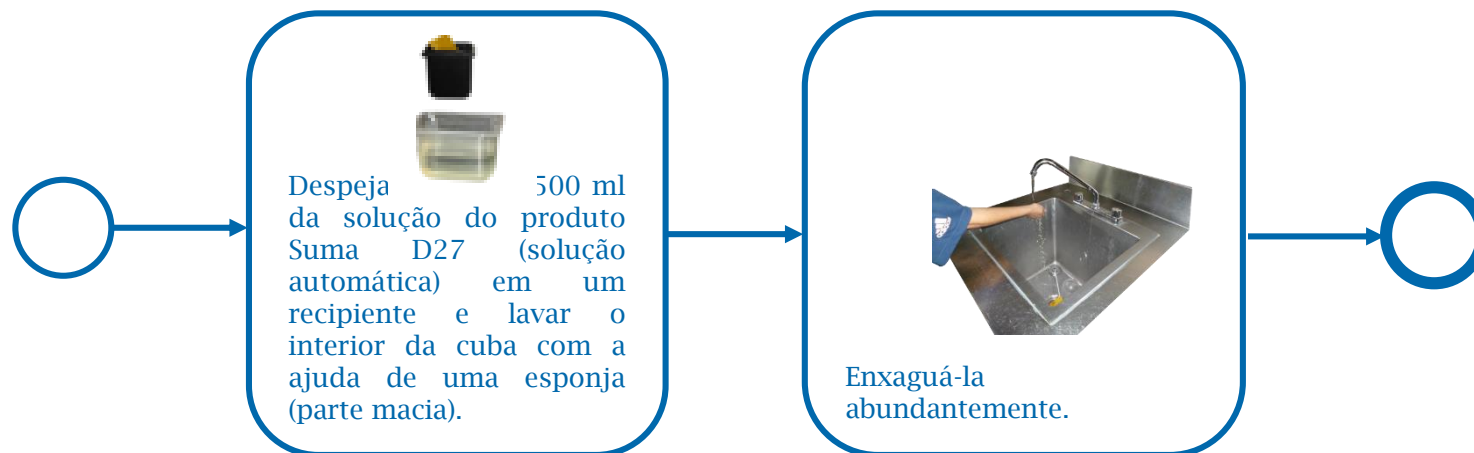 500 ml
da solução do produto
Suma D27 (solução
automática) em um
recipiente e lavar o
interior da cuba com a
ajuda de uma esponja
(parte macia).
Enxaguá-la
abundantemente.